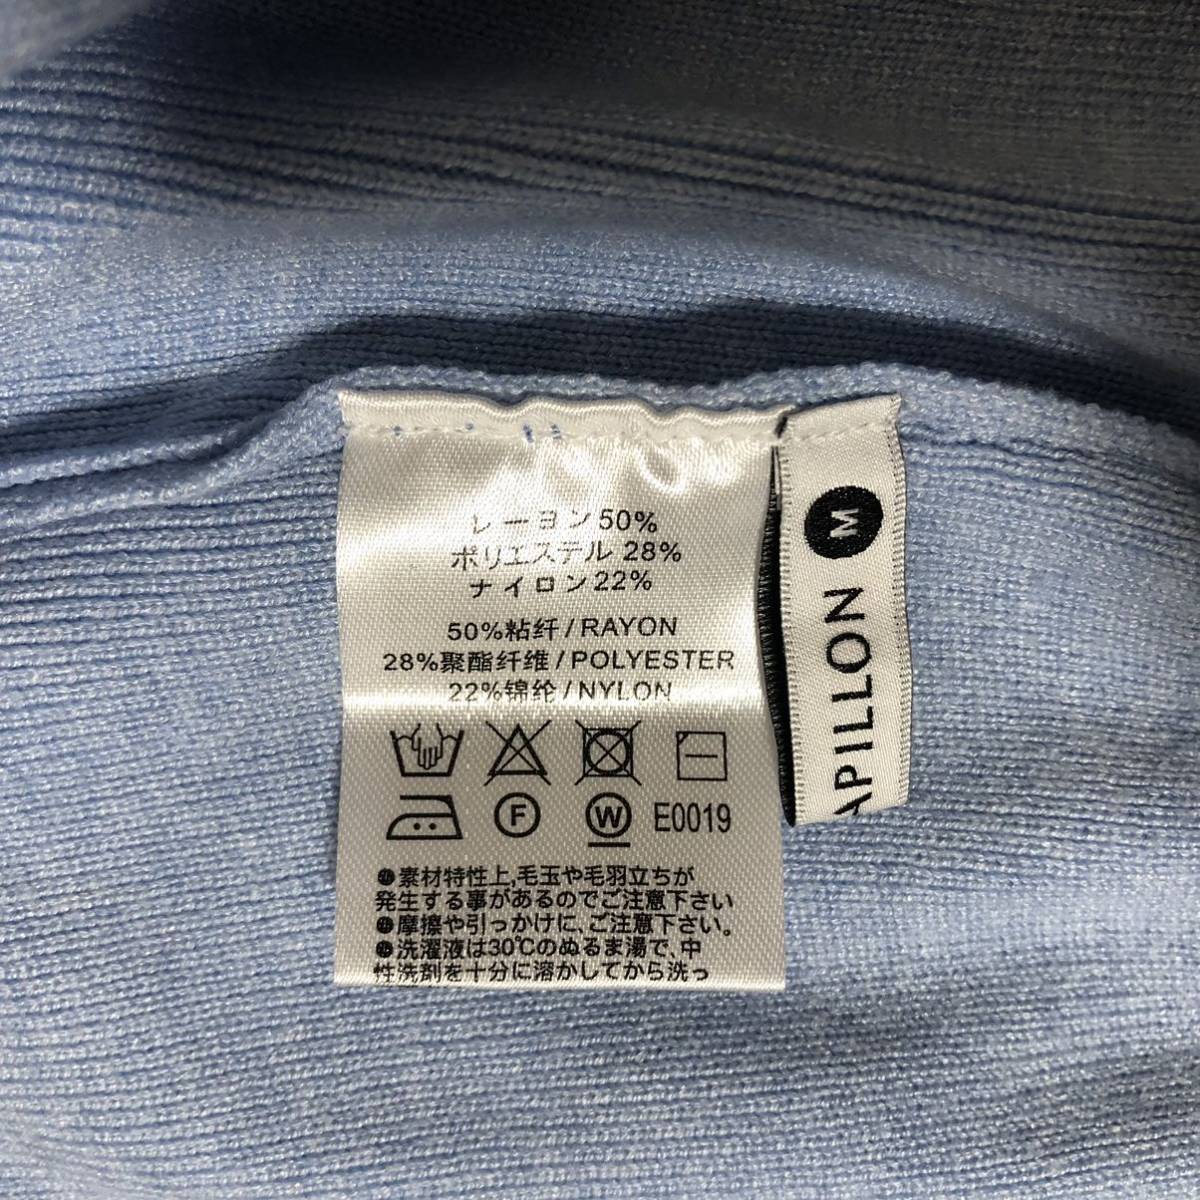 レーヨン50%
ポリエステル 28%
ナイロン22%
50%粘纤/RAYON
28%聚酯纤维/POLYESTER
22%锦纶/NYLON
F W E0019
●素材特性上,毛玉や毛羽立ちが
発生する事があるのでご注意下さい
●摩擦や引っかけに、ご注意下さい。
●洗濯液は30℃のぬるま湯で、中
性洗剤を十分に溶かしてから洗っ
M
APILLON